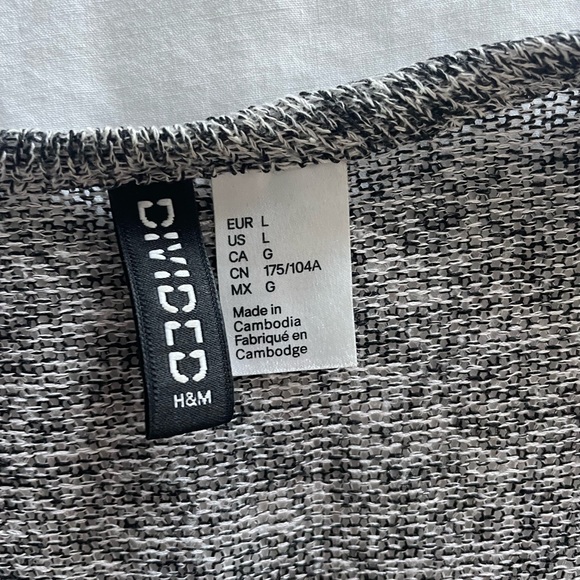 DIVIDED
H&M
EUR L
US L
CA G
CN 175/104A
MX G
Made in
Cambodia
Fabriqué en
Cambodge